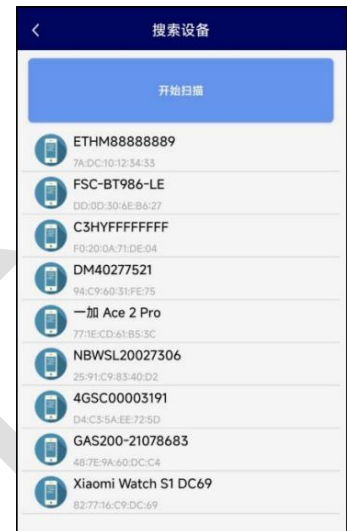 搜索设备
开始扫描
ETHM88888889
7A:DC:10:12:34:33
FSC-BT986-LE
DD:0D:30:6E:B6:27
C3HYFFFFFFFF
F0:20:0A:71:DE:04
DM40277521
94:C9:60:31:FE:75
一加 Ace 2 Pro
77:1E:CD:61:B5:3C
NBWSL20027306
25:91:C9:83:40:D2
4GSC00003191
D4:C3:5A:EE:72:5D
GAS200-21078683
48:7E:9A:60:DC:C4
Xiaomi Watch S1 DC69
82:77:16:C9:DC:69